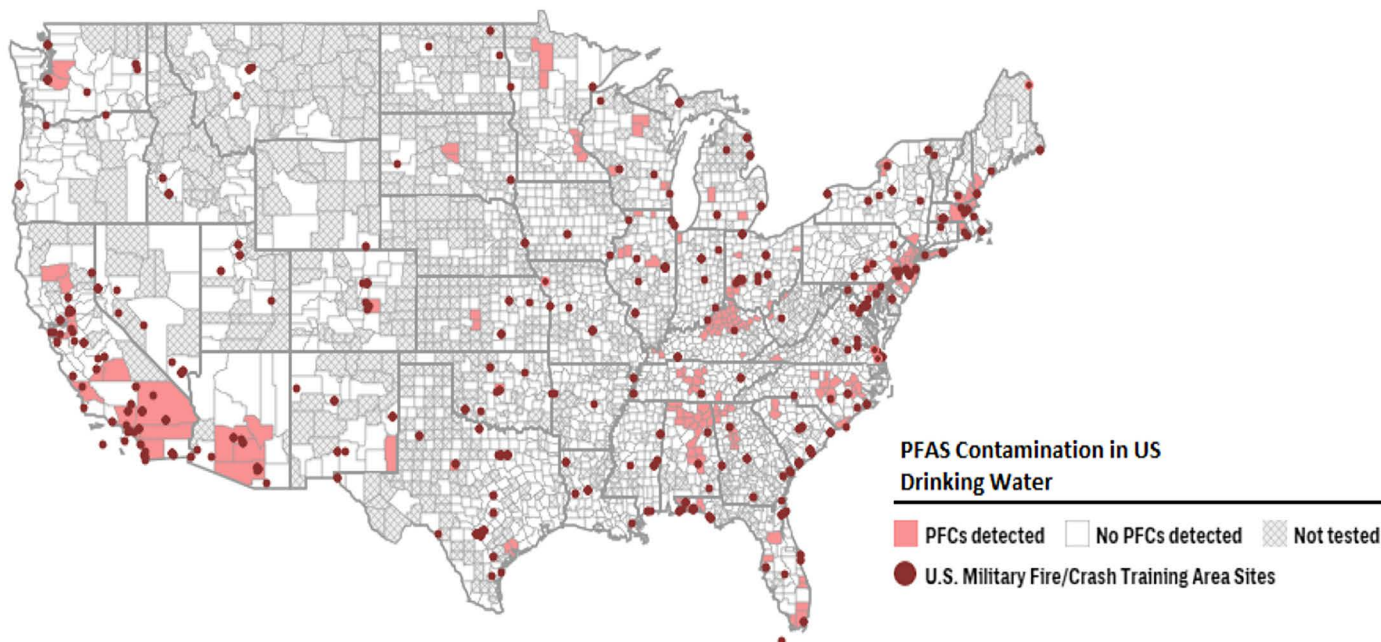 PFAS Contamination in US
Drinking Water
PFCs detected
No PFCs detected
Not tested
U.S. Military Fire/Crash Training Area Sites